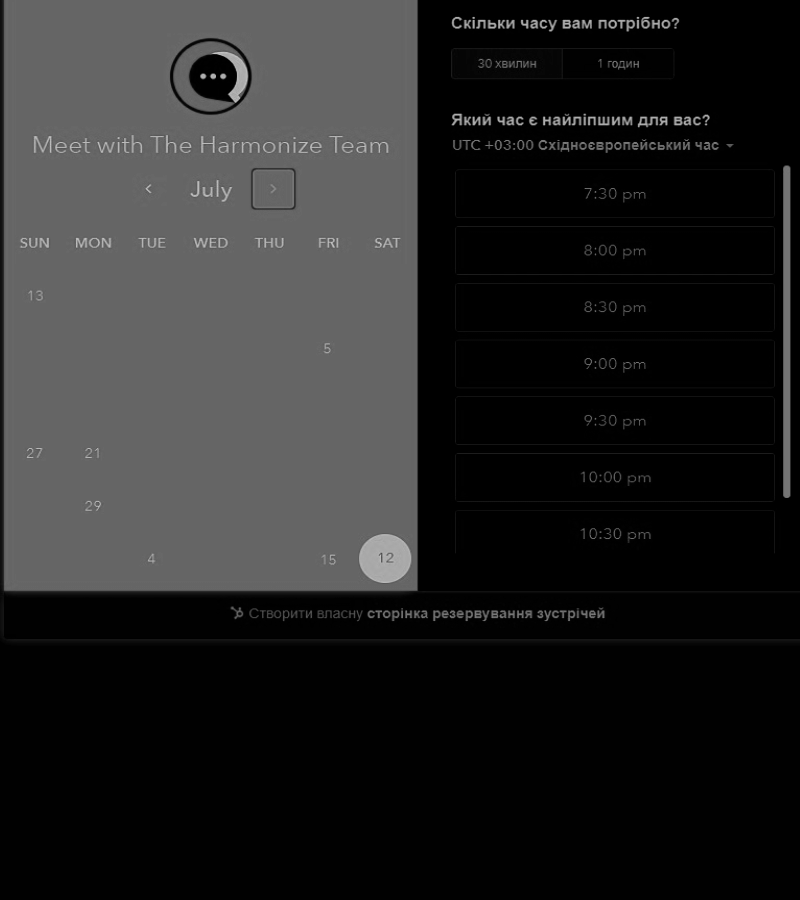 Meet with The Harmonize Team
July
SUN MON TUE WED THU FRI SAT
13
5
27 21
29
4 15 12
Скільки часу вам потрібно?
30 хвилин 1 годин
Який час є найліпшим для вас?
UTC +03:00 Східноєвропейський час
7:30 pm
8:00 pm
8:30 pm
9:00 pm
9:30 pm
10:00 pm
10:30 pm
Створити власну сторінка резервування зустрічей